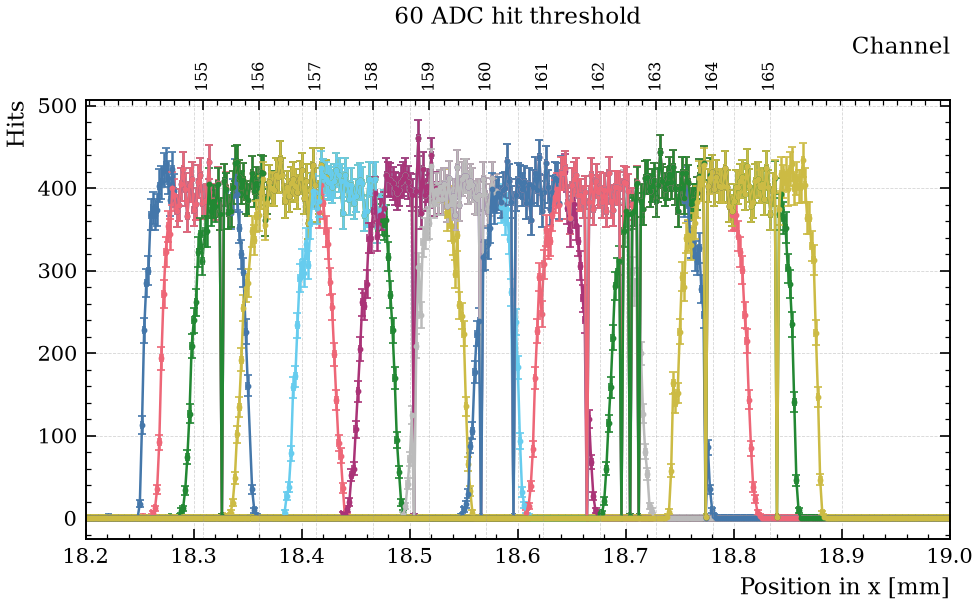 60 ADC hit threshold
Channel
155 156 157 158 159 160 161 162 163 164 165
Hits
500
400
300
200
100
0
18.2 18.3 18.4 18.5 18.6 18.7 18.8 18.9 19.0
Position in x [mm]